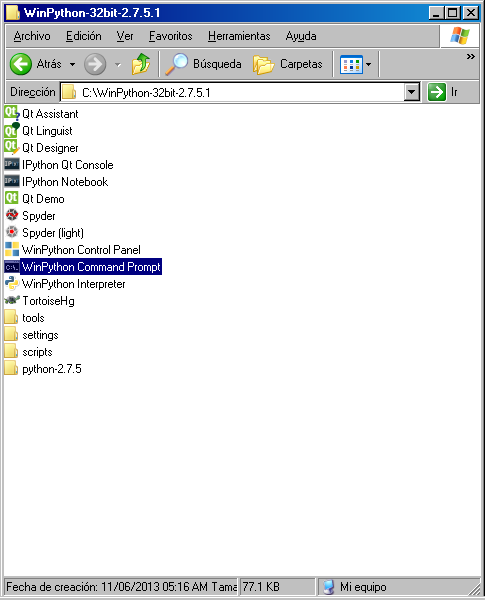 WinPython-32bit-2.7.5.1
Archivo Edición Ver Favoritos Herramientas Ayuda
Atrás Búsqueda Carpetas »
Dirección C:\WinPython-32bit-2.7.5.1 Ir
Qt Assistant
Qt Linguist
Qt Designer
IPython Qt Console
IPython Notebook
Qt Demo
Spyder
Spyder (light)
WinPython Control Panel
WinPython Command Prompt
WinPython Interpreter
TortoiseHg
tools
settings
scripts
python-2.7.5
Fecha de creación: 11/06/2013 05:16 AM Tama 77.1 KB Mi equipo